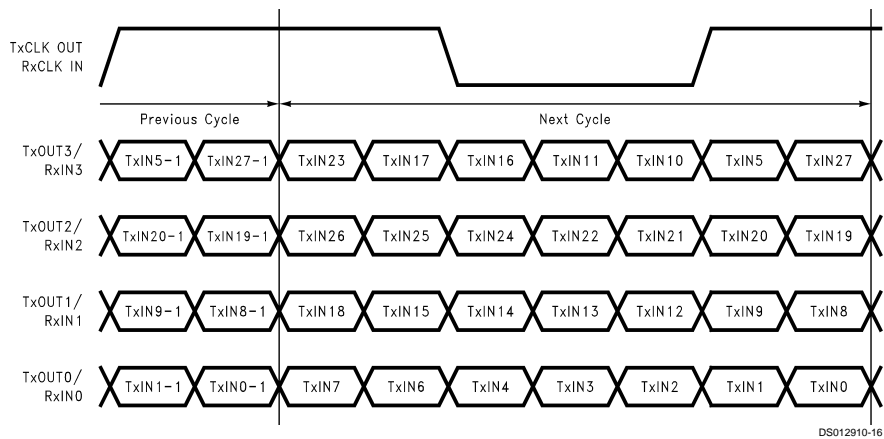 TxCLK OUT
RxCLK IN
Previous Cycle Next Cycle
TxOUT3/
RxIN3
TxIN5-1 TxIN27-1 TxIN23 TxIN17 TxIN16 TxIN11 TxIN10 TxIN5 TxIN27
TxOUT2/
RxIN2
TxIN20-1 TxIN19-1 TxIN26 TxIN25 TxIN24 TxIN22 TxIN21 TxIN20 TxIN19
TxOUT1/
RxIN1
TxIN9-1 TxIN8-1 TxIN18 TxIN15 TxIN14 TxIN13 TxIN12 TxIN9 TxIN8
TxOUT0/
RxIN0
TxIN1-1 TxIN0-1 TxIN7 TxIN6 TxIN4 TxIN3 TxIN2 TxIN1 TxIN0
DS012910-16